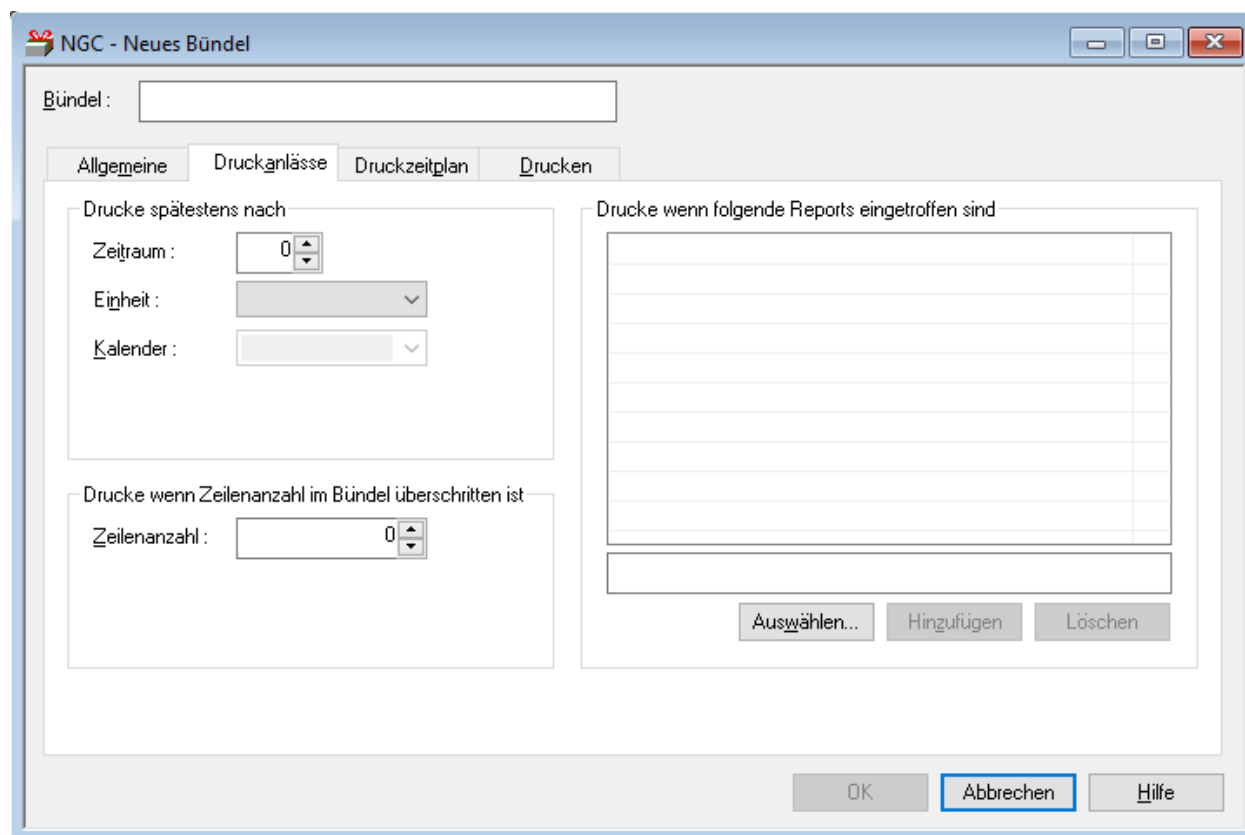 NGC - Neues Bündel
Bündel :
Allgemeine Druckanlässe Druckzeitplan Drucken
Drucke spätestens nach
Zeitraum : 0
Einheit :
Kalender :
Drucke wenn Zeilenanzahl im Bündel überschritten ist
Zeilenanzahl : 0
Drucke wenn folgende Reports eingetroffen sind
Auswählen... Hinzufügen Löschen
OK Abbrechen Hilfe